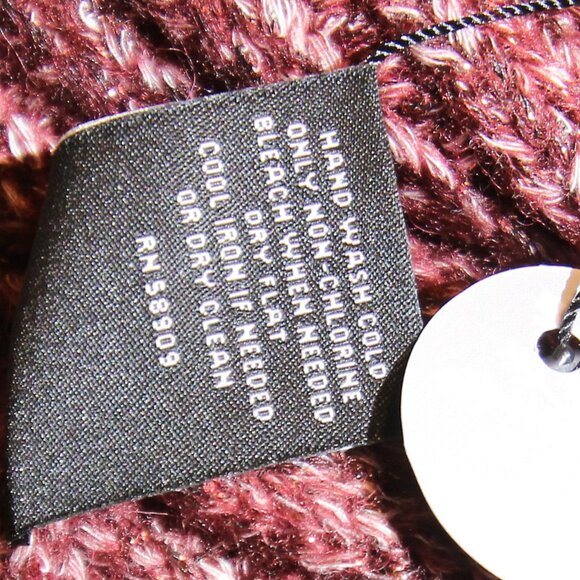 HAND WASH COLD
ONLY NON-CHLORINE
BLEACH WHEN NEEDED
DRY FLAT
COOL IRON IF NEEDED
OR DRY CLEAN
RN 58909